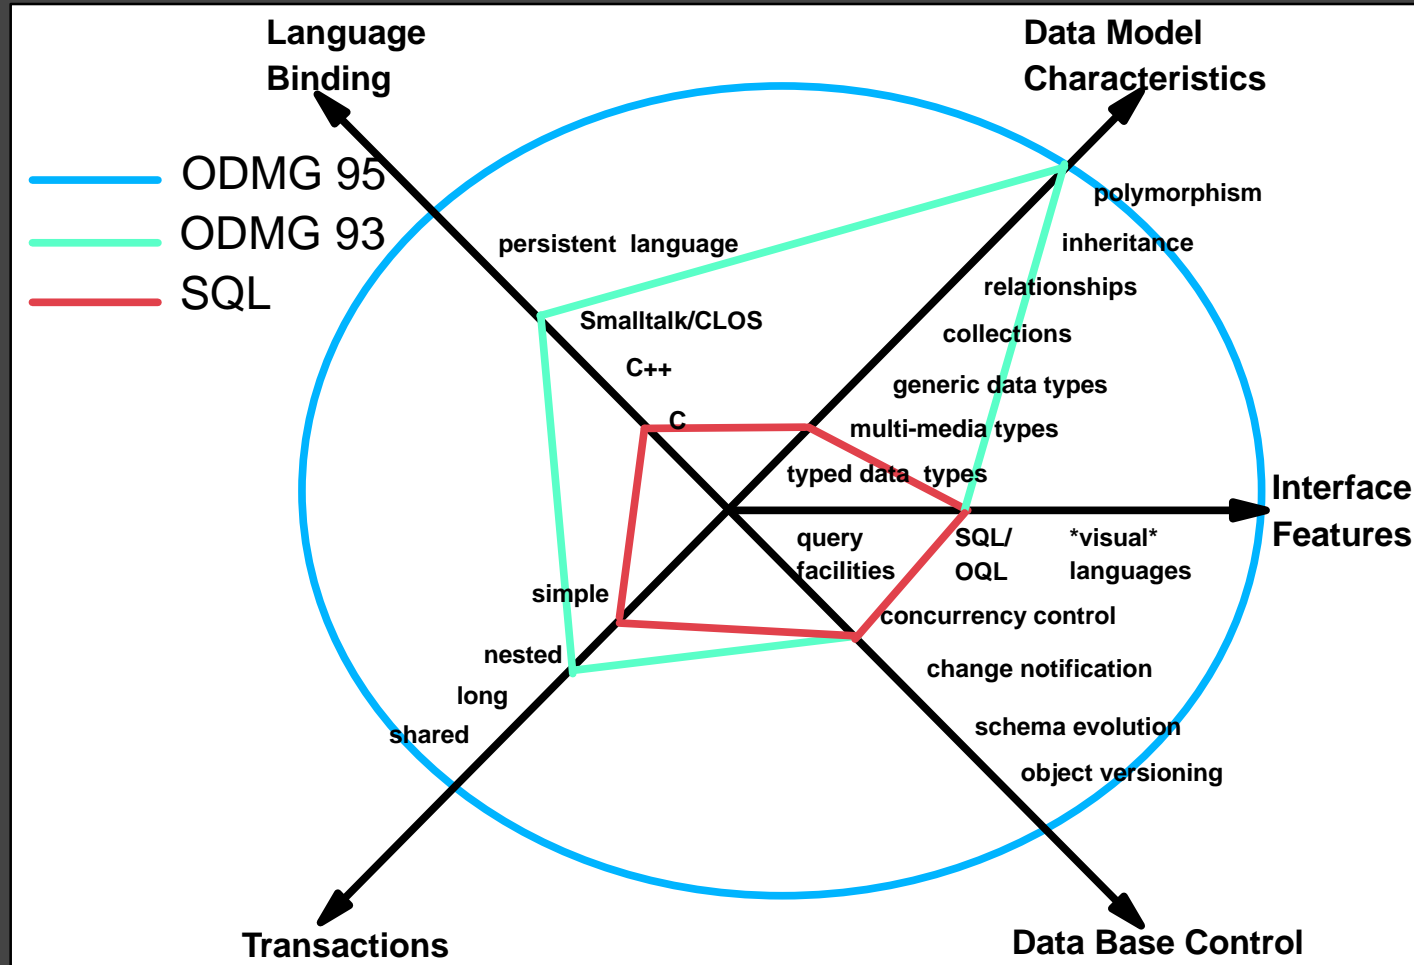 Language
Binding
Data Model
Characteristics
ODMG 95
ODMG 93
SQL
persistent language
Smalltalk/CLOS
C++
C
polymorphism
inheritance
relationships
collections
generic data types
multi-media types
typed data types
Interface
Features
query
facilities
SQL/
OQL
*visual*
languages
simple
nested
long
shared
concurrency control
change notification
schema evolution
object versioning
Transactions
Data Base Control